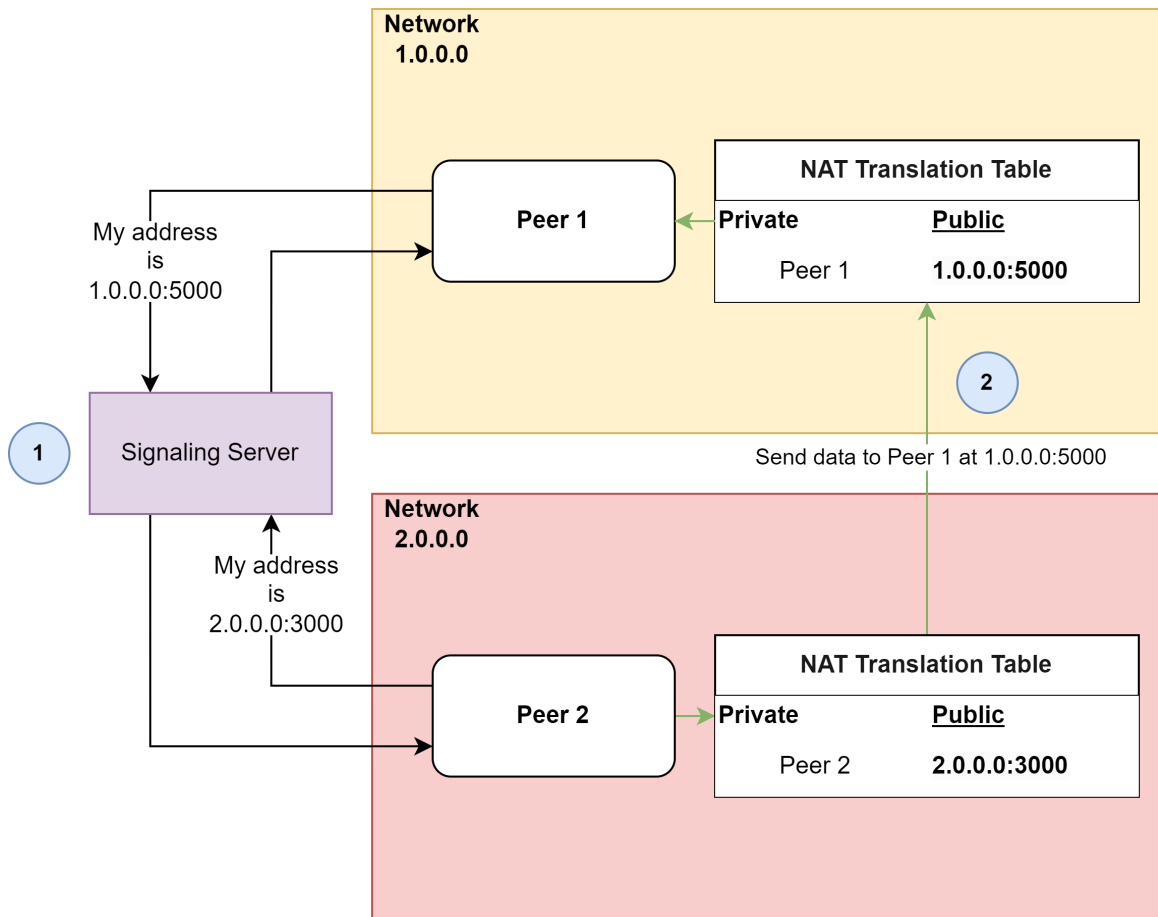 Network
1.0.0.0
NAT Translation Table
Peer 1
Private Public
Peer 1 1.0.0.0:5000
My address
is
1.0.0.0:5000
2
1
Signaling Server
Send data to Peer 1 at 1.0.0.0:5000
Network
2.0.0.0
My address
is
2.0.0.0:3000
NAT Translation Table
Peer 2
Private Public
Peer 2 2.0.0.0:3000